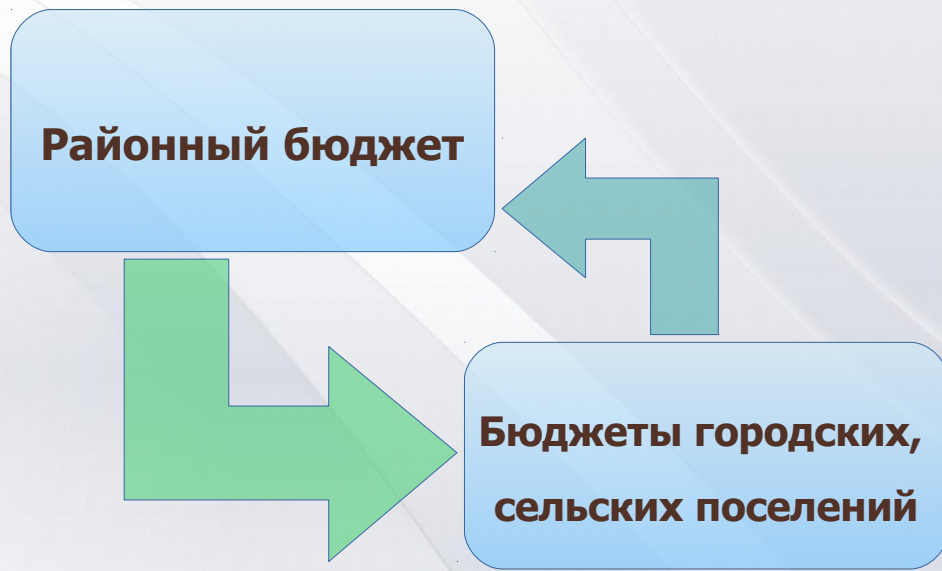 Районный бюджет
Бюджеты городских,
сельских поселений